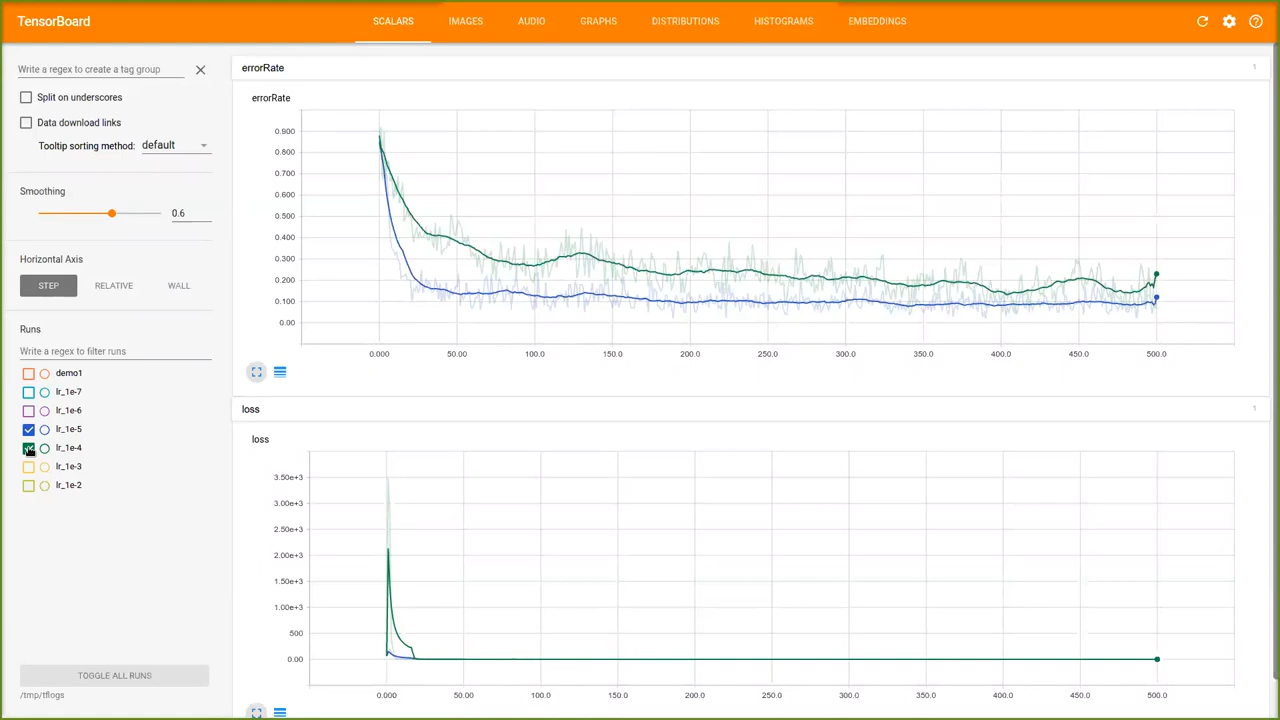 TensorBoard
SCALARS IMAGES AUDIO GRAPHS DISTRIBUTIONS HISTOGRAMS EMBEDDINGS
Write a regex to create a tag group
Split on underscores
Data download links
Tooltip sorting method: default
Smoothing
0.6
Horizontal Axis
STEP RELATIVE WALL
Runs
Write a regex to filter runs
demo1
lr_1e-7
lr_1e-6
lr_1e-5
lr_1e-4
lr_1e-3
lr_1e-2
TOGGLE ALL RUNS
/tmp/tflogs
errorRate 1
errorRate
0.900
0.800
0.700
0.600
0.500
0.400
0.300
0.200
0.100
0.00
0.000 50.00 100.0 150.0 200.0 250.0 300.0 350.0 400.0 450.0 500.0
loss 1
loss
3.50e+3
3.00e+3
2.50e+3
2.00e+3
1.50e+3
1.00e+3
500
0.00
0.000 50.00 100.0 150.0 200.0 250.0 300.0 350.0 400.0 450.0 500.0